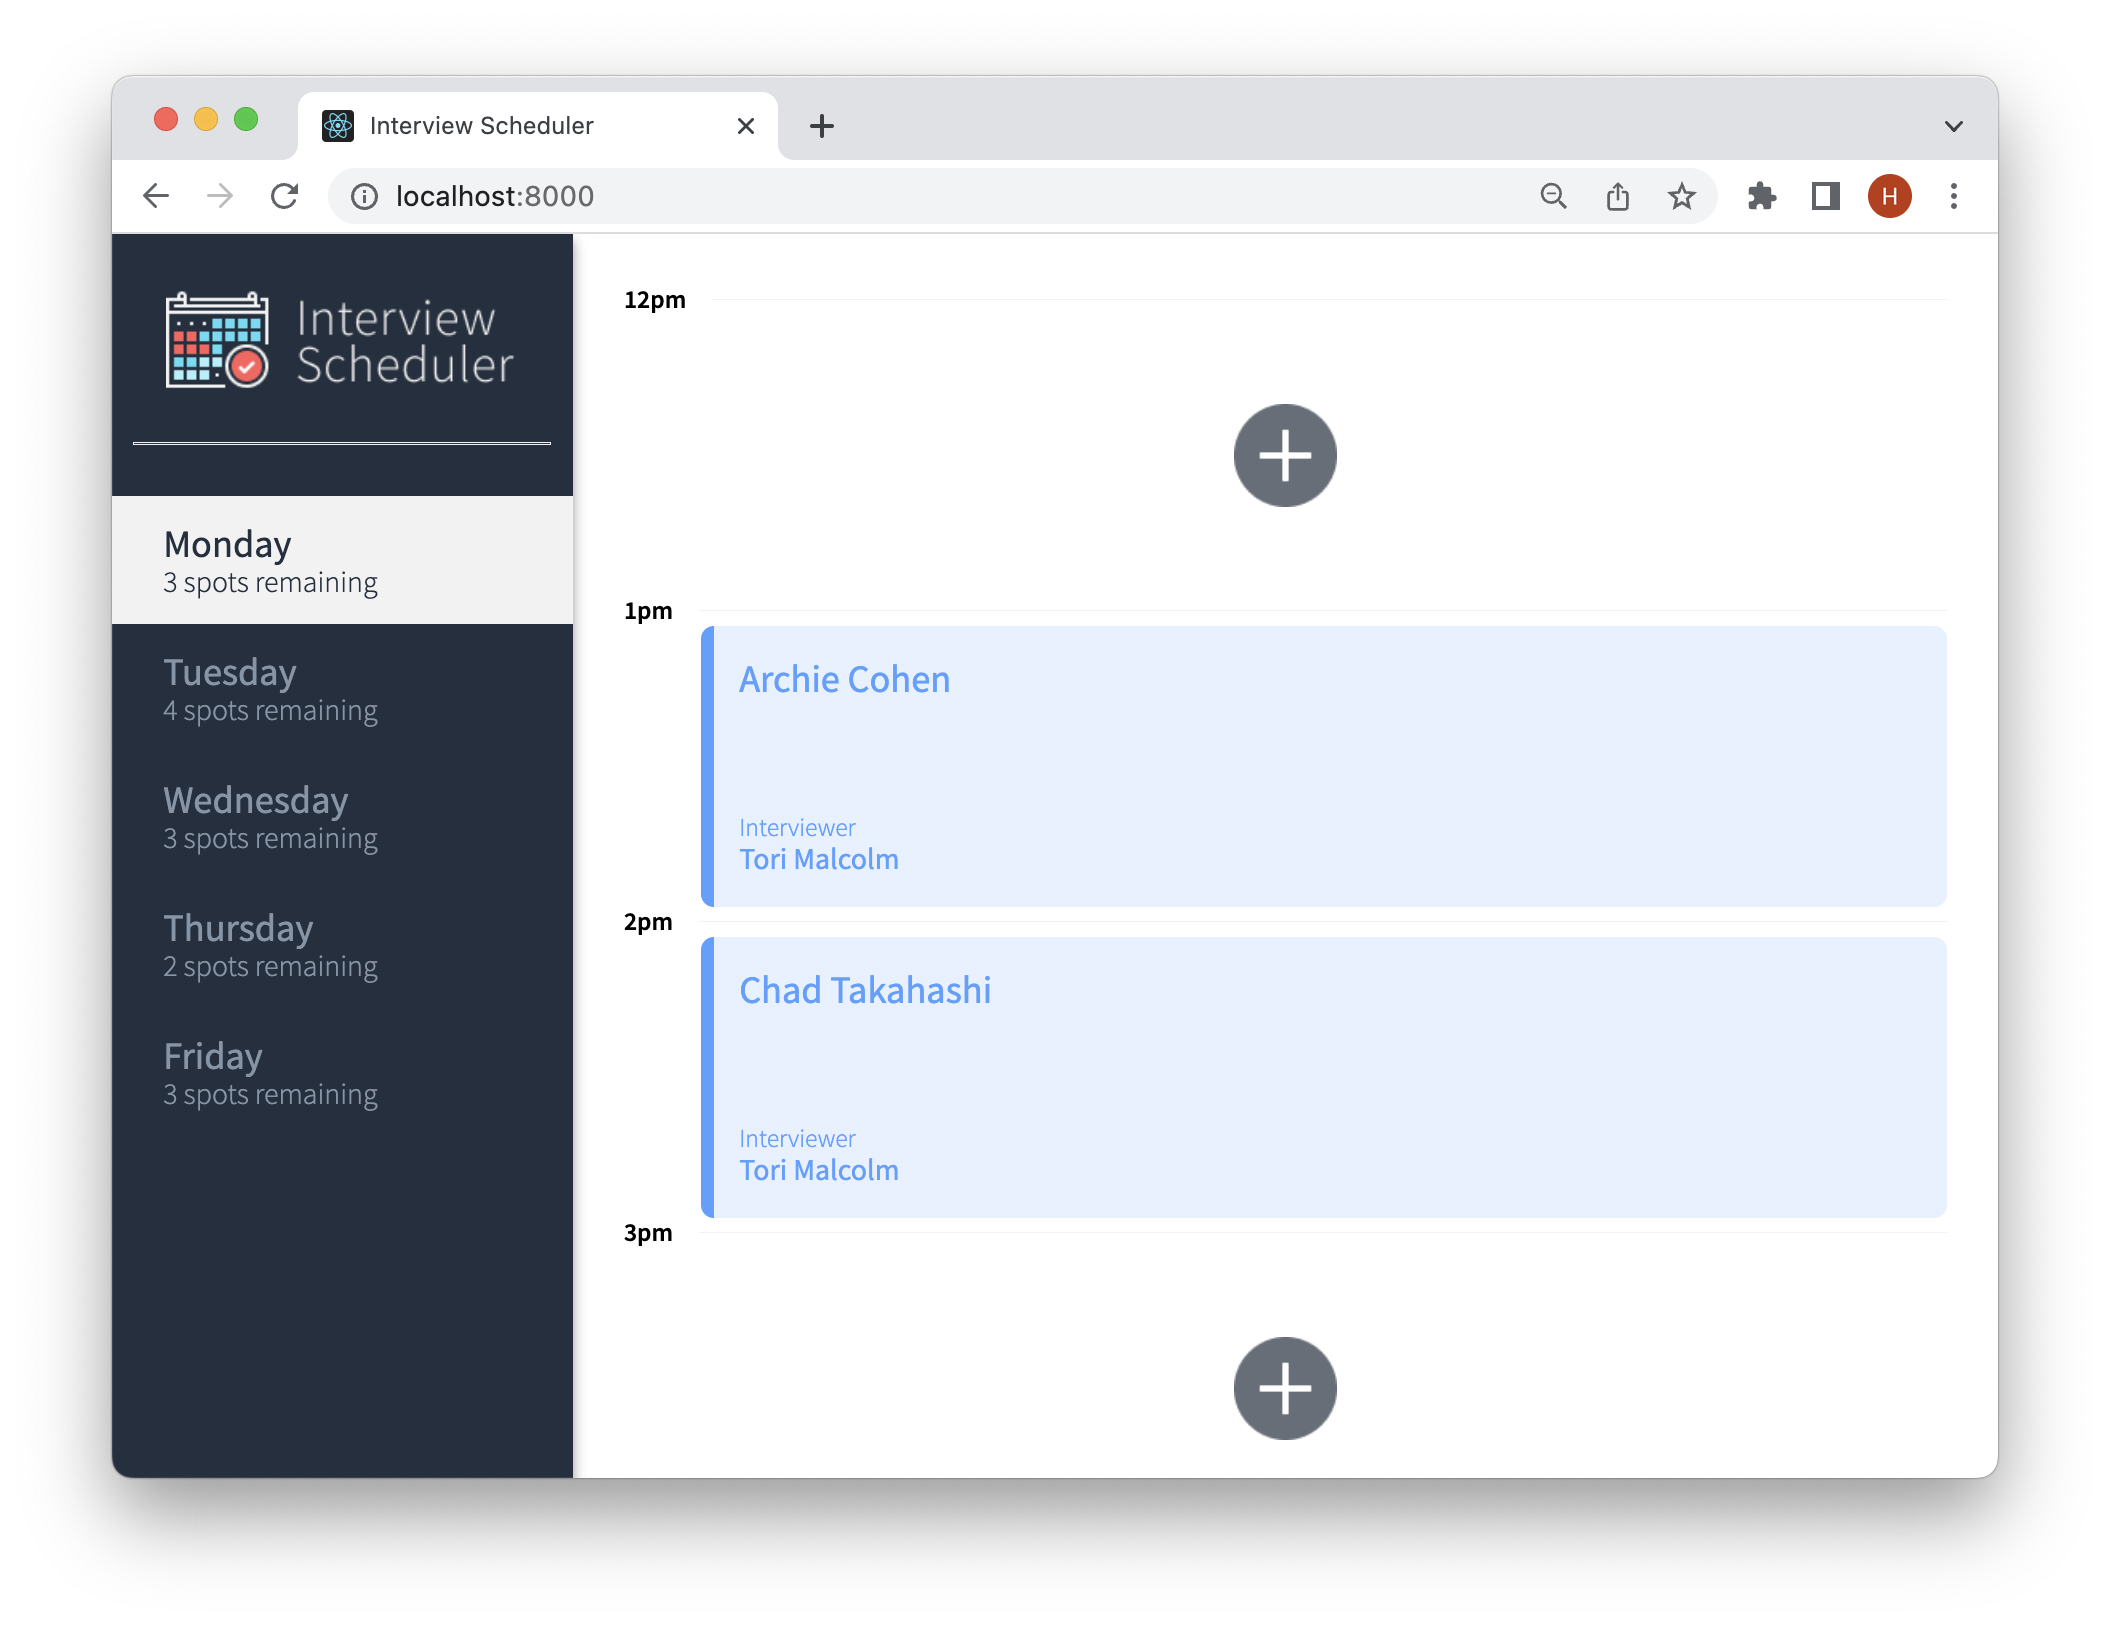 Interview Scheduler
localhost:8000
H
Interview
Scheduler
Monday
3 spots remaining
Tuesday
4 spots remaining
Wednesday
3 spots remaining
Thursday
2 spots remaining
Friday
3 spots remaining
12pm
1pm
Archie Cohen
Interviewer
Tori Malcolm
2pm
Chad Takahashi
Interviewer
Tori Malcolm
3pm